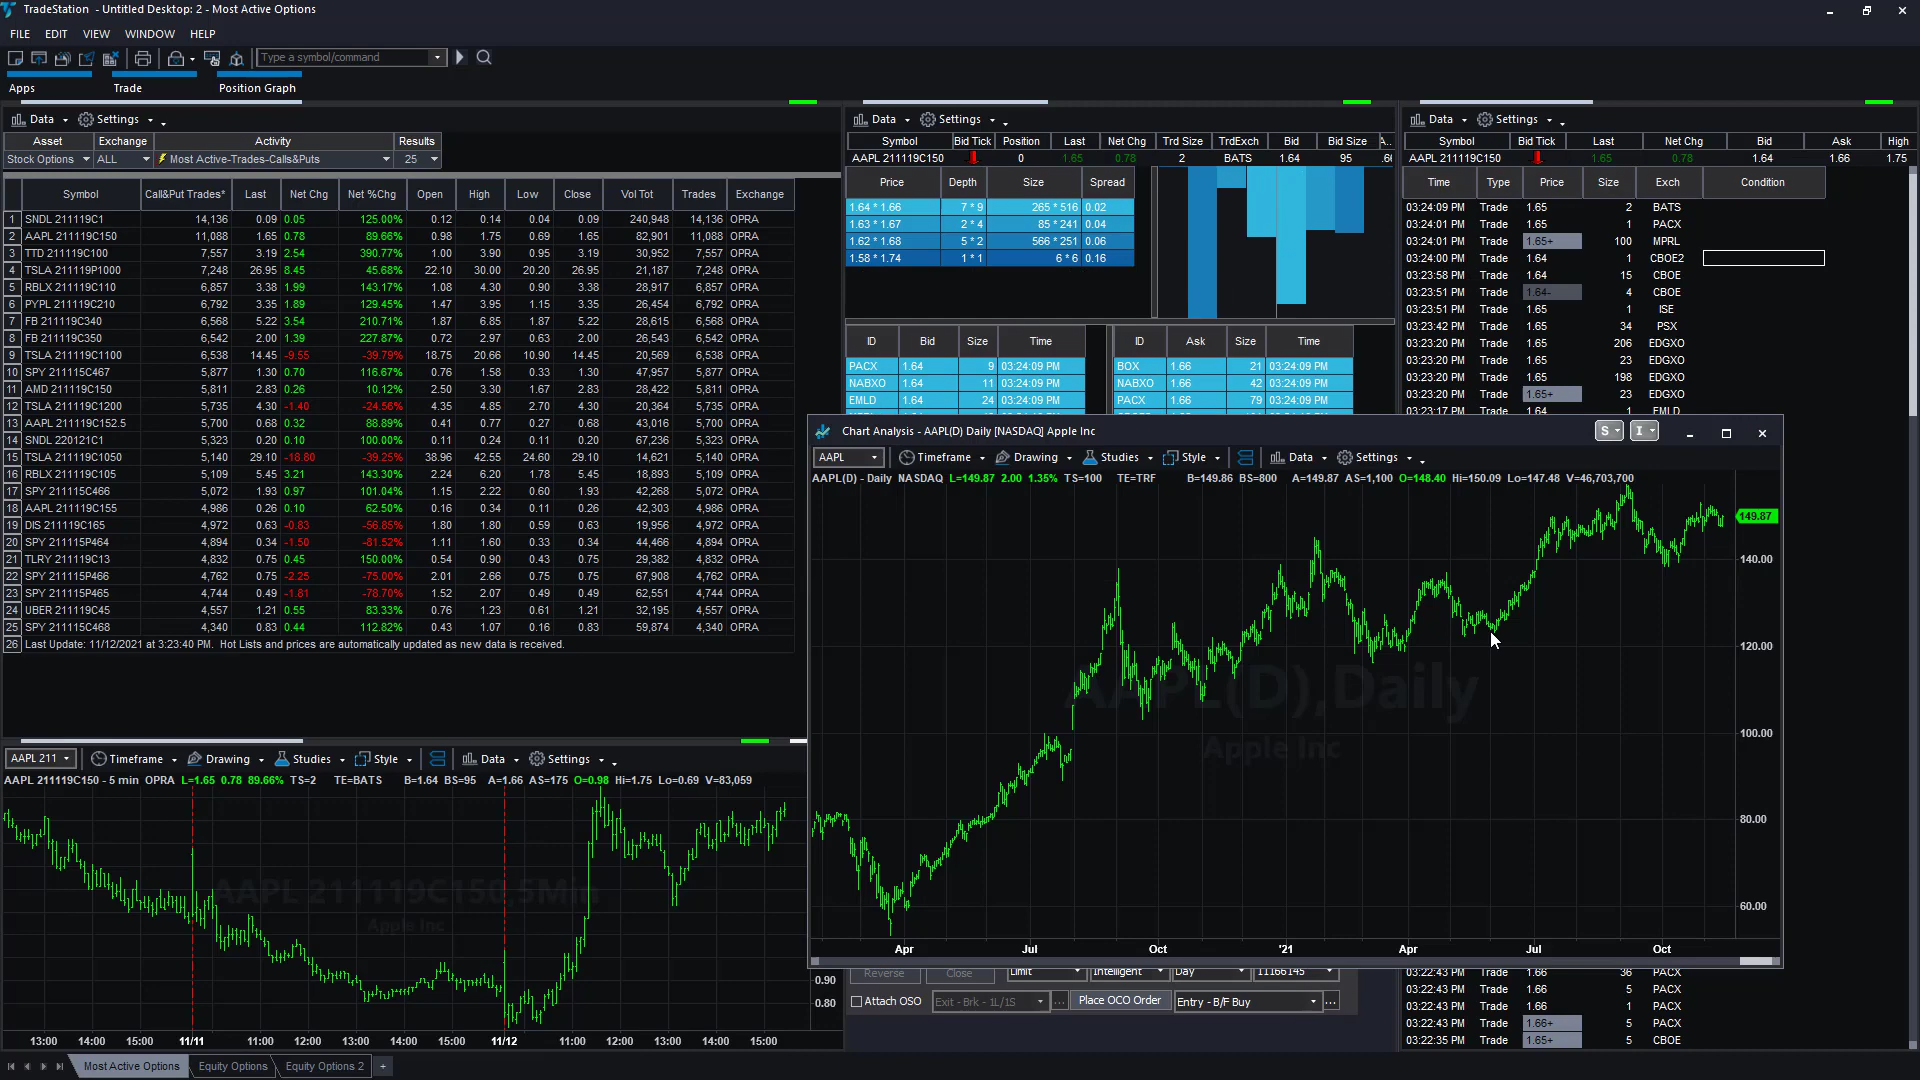 TradeStation - Untitled Desktop: 2 - Most Active Options
FILE EDIT VIEW WINDOW HELP
Type a symbol/command
Apps Trade Position Graph
Data Settings
Asset Exchange Activity Results
Stock Options ALL Most Active-Trades-Calls&Puts 25
Symbol Call&Put Trades* Last Net Chg Net %Chg Open High Low Close Vol Tot Trades Exchange
1 SNDL 211119C1 14,136 0.09 0.05 125.00% 0.12 0.14 0.04 0.09 240,948 14,136 OPRA
2 AAPL 211119C150 11,088 1.65 0.78 89.66% 0.98 1.75 0.69 1.65 82,901 11,088 OPRA
3 TTD 211119C100 7,557 3.19 2.54 390.77% 1.00 3.90 0.95 3.19 30,952 7,557 OPRA
4 TSLA 211119P1000 7,248 26.95 8.45 45.68% 22.10 30.00 20.20 26.95 21,187 7,248 OPRA
5 RBLX 211119C110 6,857 3.38 1.99 143.17% 1.08 4.30 0.90 3.38 28,917 6,857 OPRA
6 PYPL 211119C210 6,792 3.35 1.89 129.45% 1.47 3.95 1.15 3.35 26,454 6,792 OPRA
7 FB 211119C340 6,568 5.22 3.54 210.71% 1.87 6.85 1.87 5.22 28,615 6,568 OPRA
8 FB 211119C350 6,542 2.00 1.39 227.87% 0.72 2.97 0.63 2.00 26,543 6,542 OPRA
9 TSLA 211119C1100 6,538 14.45 -9.55 -39.79% 18.75 20.66 10.90 14.45 20,569 6,538 OPRA
10 SPY 211115C467 5,877 1.30 0.70 116.67% 0.76 1.58 0.33 1.30 47,957 5,877 OPRA
11 AMD 211119C150 5,811 2.83 0.26 10.12% 2.50 3.30 1.67 2.83 28,422 5,811 OPRA
12 TSLA 211119C1200 5,735 4.30 -1.40 -24.56% 4.35 4.85 2.70 4.30 20,364 5,735 OPRA
13 AAPL 211119C152.5 5,700 0.68 0.32 88.89% 0.41 0.77 0.27 0.68 43,016 5,700 OPRA
14 SNDL 220121C1 5,323 0.20 0.10 100.00% 0.11 0.24 0.11 0.20 67,236 5,323 OPRA
15 TSLA 211119C1050 5,140 29.10 -18.80 -39.25% 38.96 42.55 24.60 29.10 14,621 5,140 OPRA
16 RBLX 211119C105 5,109 5.45 3.21 143.30% 2.24 6.20 1.78 5.45 18,893 5,109 OPRA
17 SPY 211115C466 5,072 1.93 0.97 101.04% 1.15 2.22 0.60 1.93 42,268 5,072 OPRA
18 AAPL 211119C155 4,986 0.26 0.10 62.50% 0.16 0.34 0.11 0.26 42,303 4,986 OPRA
19 DIS 211119C165 4,972 0.63 -0.83 -56.85% 1.80 1.80 0.59 0.63 19,956 4,972 OPRA
20 SPY 211115P464 4,894 0.34 -1.50 -81.52% 1.11 1.60 0.33 0.34 44,466 4,894 OPRA
21 TLRY 211119C13 4,832 0.75 0.45 150.00% 0.54 0.90 0.43 0.75 29,382 4,832 OPRA
22 SPY 211115P466 4,762 0.75 -2.25 -75.00% 2.01 2.66 0.75 0.75 67,908 4,762 OPRA
23 SPY 211115P465 4,744 0.49 -1.81 -78.70% 1.52 2.07 0.49 0.49 62,551 4,744 OPRA
24 UBER 211119C45 4,557 1.21 0.55 83.33% 0.76 1.23 0.61 1.21 32,195 4,557 OPRA
25 SPY 211115C468 4,340 0.83 0.44 112.82% 0.43 1.07 0.16 0.83 59,874 4,340 OPRA
26 Last Update: 11/12/2021 at 3:23:40 PM. Hot Lists and prices are automatically updated as new data is received.
Data Settings
Symbol Bid Tick Position Last Net Chg Trd Size TrdExch Bid Bid Size A...
AAPL 211119C150 0 1.65 0.78 2 BATS 1.64 95 .66
Price Depth Size Spread
1.64 * 1.66 7 * 9 265 * 516 0.02
1.63 * 1.67 2 * 4 85 * 241 0.04
1.62 * 1.68 5 * 2 566 * 251 0.06
1.58 * 1.74 1 * 1 6 * 6 0.16
ID Bid Size Time
PACX 1.64 9 03:24:09 PM
NABXO 1.64 11 03:24:09 PM
EMLD 1.64 24 03:24:09 PM
ID Ask Size Time
BOX 1.66 21 03:24:09 PM
NABXO 1.66 42 03:24:09 PM
PACX 1.66 79 03:24:09 PM
Data Settings
Symbol Bid Tick Last Net Chg Bid Ask High
AAPL 211119C150 1.65 0.78 1.64 1.66 1.75
Time Type Price Size Exch Condition
03:24:09 PM Trade 1.65 2 BATS
03:24:01 PM Trade 1.65 1 PACX
03:24:01 PM Trade 1.65+ 100 MPRL
03:24:00 PM Trade 1.64 1 CBOE2
03:23:58 PM Trade 1.64 15 CBOE
03:23:51 PM Trade 1.64- 4 CBOE
03:23:51 PM Trade 1.65 1 ISE
03:23:42 PM Trade 1.65 34 PSX
03:23:20 PM Trade 1.65 206 EDGXO
03:23:20 PM Trade 1.65 23 EDGXO
03:23:20 PM Trade 1.65 198 EDGXO
03:23:20 PM Trade 1.65+ 23 EDGXO
03:23:17 PM Trade 1.64 1 EMLD
Chart Analysis - AAPL(D) Daily [NASDAQ] Apple Inc S I
AAPL Timeframe Drawing Studies Style Data Settings
AAPL(D) - Daily NASDAQ L=149.87 2.00 1.35% TS=100 TE=TRF B=149.86 BS=800 A=149.87 AS=1,100 O=148.40 Hi=150.09 Lo=147.48 V=46,703,700
149.87
140.00
120.00
100.00
80.00
60.00
AAPL(D),Daily
Apple Inc
Apr Jul Oct '21 Apr Jul Oct
AAPL 211 Timeframe Drawing Studies Style Data Settings
AAPL 211119C150 - 5 min OPRA L=1.65 0.78 89.66% TS=2 TE=BATS B=1.64 BS=95 A=1.66 AS=175 O=0.98 Hi=1.75 Lo=0.69 V=83,059
AAPL 211119C150,5Min
Apple Inc
0.90
0.80
13:00 14:00 15:00 11/11 11:00 12:00 13:00 14:00 15:00 11/12 11:00 12:00 13:00 14:00 15:00
Reverse Close Limit Intelligent Day 11166145
Attach OSO Exit - Brk - 1L/1S ... Place OCO Order Entry - B/F Buy ...
03:22:43 PM Trade 1.66 36 PACX
03:22:43 PM Trade 1.66 5 PACX
03:22:43 PM Trade 1.66 1 PACX
03:22:43 PM Trade 1.66+ 5 PACX
03:22:35 PM Trade 1.65+ 5 CBOE
Most Active Options Equity Options Equity Options 2 +